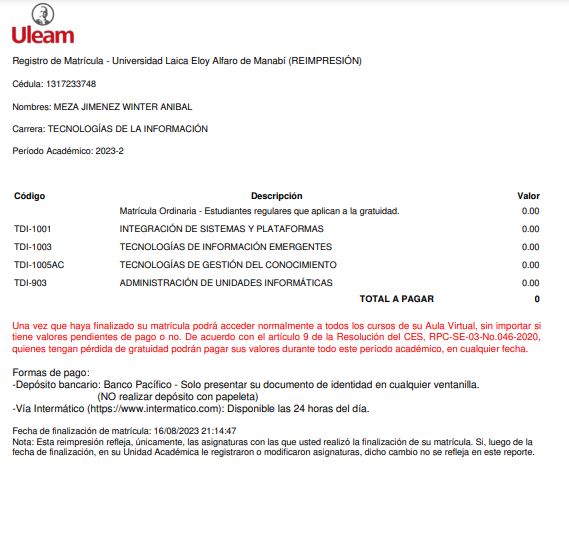 Uleam
Registro de Matrícula - Universidad Laica Eloy Alfaro de Manabí (REIMPRESIÓN)
Cédula: 1317233748
Nombres: MEZA JIMENEZ WINTER ANIBAL
Carrera: TECNOLOGÍAS DE LA INFORMACIÓN
Período Académico: 2023-2
Código Descripción Valor
Matrícula Ordinaria - Estudiantes regulares que aplican a la gratuidad. 0.00
TDI-1001 INTEGRACIÓN DE SISTEMAS Y PLATAFORMAS 0.00
TDI-1003 TECNOLOGÍAS DE INFORMACIÓN EMERGENTES 0.00
TDI-1005AC TECNOLOGÍAS DE GESTIÓN DEL CONOCIMIENTO 0.00
TDI-903 ADMINISTRACIÓN DE UNIDADES INFORMÁTICAS 0.00
TOTAL A PAGAR 0
Una vez que haya finalizado su matrícula podrá acceder normalmente a todos los cursos de su Aula Virtual, sin importar si
tiene valores pendientes de pago o no. De acuerdo con el artículo 9 de la Resolución del CES, RPC-SE-03-No.046-2020,
quienes tengan pérdida de gratuidad podrán pagar sus valores durante todo este período académico, en cualquier fecha.
Formas de pago:
-Depósito bancario: Banco Pacífico - Solo presentar su documento de identidad en cualquier ventanilla.
(NO realizar depósito con papeleta)
-Vía Intermático (https://www.intermatico.com): Disponible las 24 horas del día.
Fecha de finalización de matrícula: 16/08/2023 21:14:47
Nota: Esta reimpresión refleja, únicamente, las asignaturas con las que usted realizó la finalización de su matrícula. Si, luego de la
fecha de finalización, en su Unidad Académica le registraron o modificaron asignaturas, dicho cambio no se refleja en este reporte.